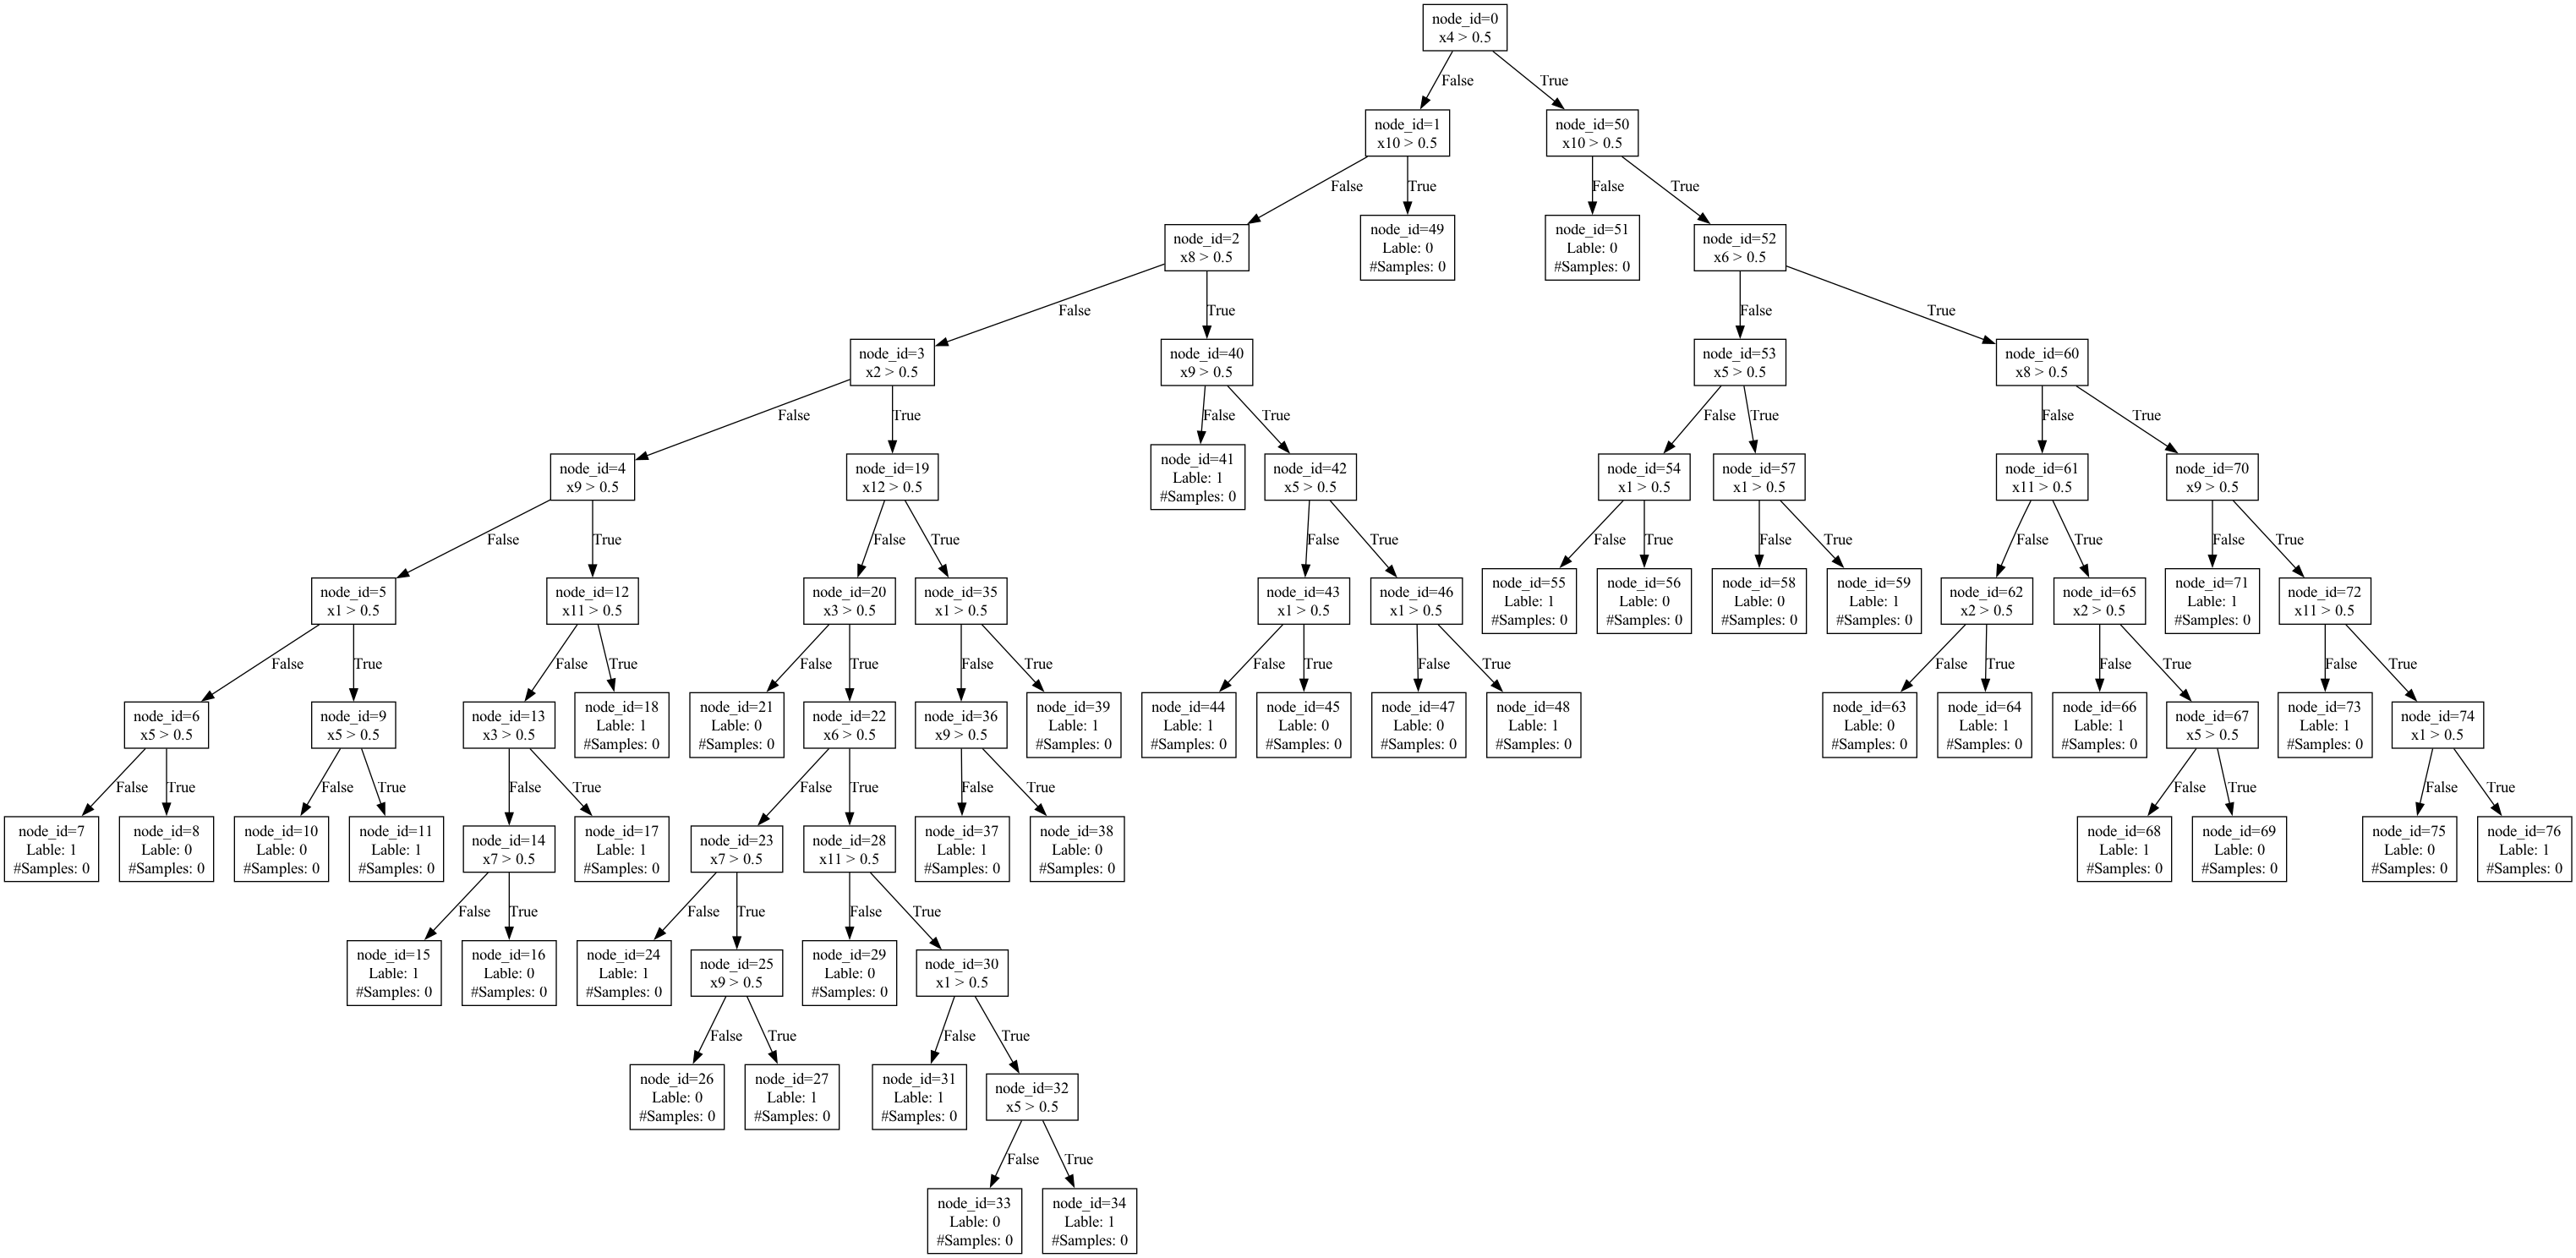 node_id=0
x4 > 0.5
False
True
node_id=1
x10 > 0.5
node_id=50
x10 > 0.5
False
True
False
True
node_id=2
x8 > 0.5
node_id=49
Lable: 0
#Samples: 0
node_id=51
Lable: 0
#Samples: 0
node_id=52
x6 > 0.5
False
True
False
True
node_id=3
x2 > 0.5
node_id=40
x9 > 0.5
node_id=53
x5 > 0.5
node_id=60
x8 > 0.5
False
True
False
True
False
True
False
True
node_id=4
x9 > 0.5
node_id=19
x12 > 0.5
node_id=41
Lable: 1
#Samples: 0
node_id=42
x5 > 0.5
node_id=54
x1 > 0.5
node_id=57
x1 > 0.5
node_id=61
x11 > 0.5
node_id=70
x9 > 0.5
False
True
False
True
False
True
False
True
False
True
False
True
False
True
node_id=5
x1 > 0.5
node_id=12
x11 > 0.5
node_id=20
x3 > 0.5
node_id=35
x1 > 0.5
node_id=43
x1 > 0.5
node_id=46
x1 > 0.5
node_id=55
Lable: 1
#Samples: 0
node_id=56
Lable: 0
#Samples: 0
node_id=58
Lable: 0
#Samples: 0
node_id=59
Lable: 1
#Samples: 0
node_id=62
x2 > 0.5
node_id=65
x2 > 0.5
node_id=71
Lable: 1
#Samples: 0
node_id=72
x11 > 0.5
False
True
False
True
False
True
False
True
False
True
False
True
False
True
False
True
False
True
node_id=6
x5 > 0.5
node_id=9
x5 > 0.5
node_id=13
x3 > 0.5
node_id=18
Lable: 1
#Samples: 0
node_id=21
Lable: 0
#Samples: 0
node_id=22
x6 > 0.5
node_id=36
x9 > 0.5
node_id=39
Lable: 1
#Samples: 0
node_id=44
Lable: 1
#Samples: 0
node_id=45
Lable: 0
#Samples: 0
node_id=47
Lable: 0
#Samples: 0
node_id=48
Lable: 1
#Samples: 0
node_id=63
Lable: 0
#Samples: 0
node_id=64
Lable: 1
#Samples: 0
node_id=66
Lable: 1
#Samples: 0
node_id=67
x5 > 0.5
node_id=73
Lable: 1
#Samples: 0
node_id=74
x1 > 0.5
False
True
False
True
False
True
False
True
False
True
False
True
False
True
node_id=7
Lable: 1
#Samples: 0
node_id=8
Lable: 0
#Samples: 0
node_id=10
Lable: 0
#Samples: 0
node_id=11
Lable: 1
#Samples: 0
node_id=14
x7 > 0.5
node_id=17
Lable: 1
#Samples: 0
node_id=23
x7 > 0.5
node_id=28
x11 > 0.5
node_id=37
Lable: 1
#Samples: 0
node_id=38
Lable: 0
#Samples: 0
node_id=68
Lable: 1
#Samples: 0
node_id=69
Lable: 0
#Samples: 0
node_id=75
Lable: 0
#Samples: 0
node_id=76
Lable: 1
#Samples: 0
False
True
False
True
False
True
node_id=15
Lable: 1
#Samples: 0
node_id=16
Lable: 0
#Samples: 0
node_id=24
Lable: 1
#Samples: 0
node_id=25
x9 > 0.5
node_id=29
Lable: 0
#Samples: 0
node_id=30
x1 > 0.5
False
True
False
True
node_id=26
Lable: 0
#Samples: 0
node_id=27
Lable: 1
#Samples: 0
node_id=31
Lable: 1
#Samples: 0
node_id=32
x5 > 0.5
False
True
node_id=33
Lable: 0
#Samples: 0
node_id=34
Lable: 1
#Samples: 0